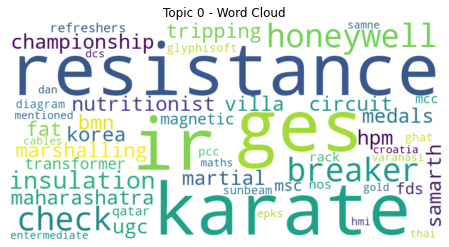 Topic 0 - Word Cloud
refreshers tripping samne
championship glyphisoft honeywell
dcs
resistance
dan nutritionist villa circuit mcc
diagram bmn magnetic medals
mentioned
fat korea ir ges hpm ghat
cables croatia
marshalling breaker varanasi
transformer pcc maths rack
insulation martial sunbeam msc nos gold fds samarth
maharashtra karate
check qatar ugc epks hmi
entermediate thai